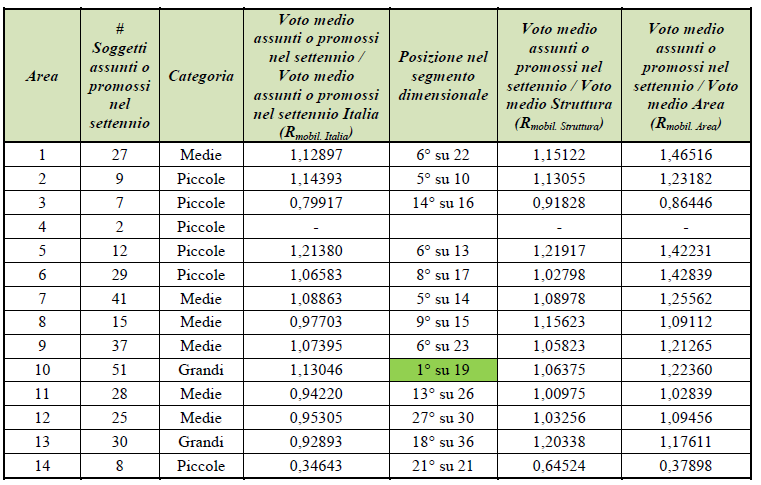 Area | # Soggetti assunti o promossi nel settennio | Categoria | Voto medio assunti o promossi nel settennio / Voto medio assunti o promossi nel settennio Italia (Rmobil. Italia) | Posizione nel segmento dimensionale | Voto medio assunti o promossi nel settennio / Voto medio Struttura (Rmobil. Struttura) | Voto medio assunti o promossi nel settennio / Voto medio Area (Rmobil. Area)
1 | 27 | Medie | 1,12897 | 6° su 22 | 1,15122 | 1,46516
2 | 9 | Piccole | 1,14393 | 5° su 10 | 1,13055 | 1,23182
3 | 7 | Piccole | 0,79917 | 14° su 16 | 0,91828 | 0,86446
4 | 2 | Piccole | - | | - | -
5 | 12 | Piccole | 1,21380 | 6° su 13 | 1,21917 | 1,42231
6 | 29 | Piccole | 1,06583 | 8° su 17 | 1,02798 | 1,42839
7 | 41 | Medie | 1,08863 | 5° su 14 | 1,08978 | 1,25562
8 | 15 | Medie | 0,97703 | 9° su 15 | 1,15623 | 1,09112
9 | 37 | Medie | 1,07395 | 6° su 23 | 1,05823 | 1,21265
10 | 51 | Grandi | 1,13046 | 1° su 19 | 1,06375 | 1,22360
11 | 28 | Medie | 0,94220 | 13° su 26 | 1,00975 | 1,02839
12 | 25 | Medie | 0,95305 | 27° su 30 | 1,03256 | 1,09456
13 | 30 | Grandi | 0,92893 | 18° su 36 | 1,20338 | 1,17611
14 | 8 | Piccole | 0,34643 | 21° su 21 | 0,64524 | 0,37898